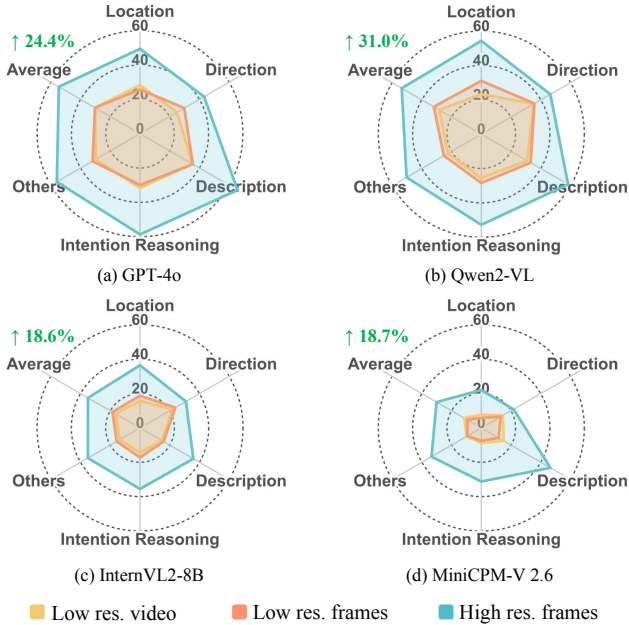 Location
60
↑ 24.4%
Average
40
Direction
20
0
Others
Description
Intention Reasoning
(a) GPT-4o
Location
60
↑ 31.0%
Average
40
Direction
20
0
Others
Description
Intention Reasoning
(b) Qwen2-VL
Location
60
↑ 18.6%
Average
40
Direction
20
0
Others
Description
Intention Reasoning
(c) InternVL2-8B
Location
60
↑ 18.7%
Average
40
Direction
20
0
Others
Description
Intention Reasoning
(d) MiniCPM-V 2.6
Low res. video
Low res. frames
High res. frames